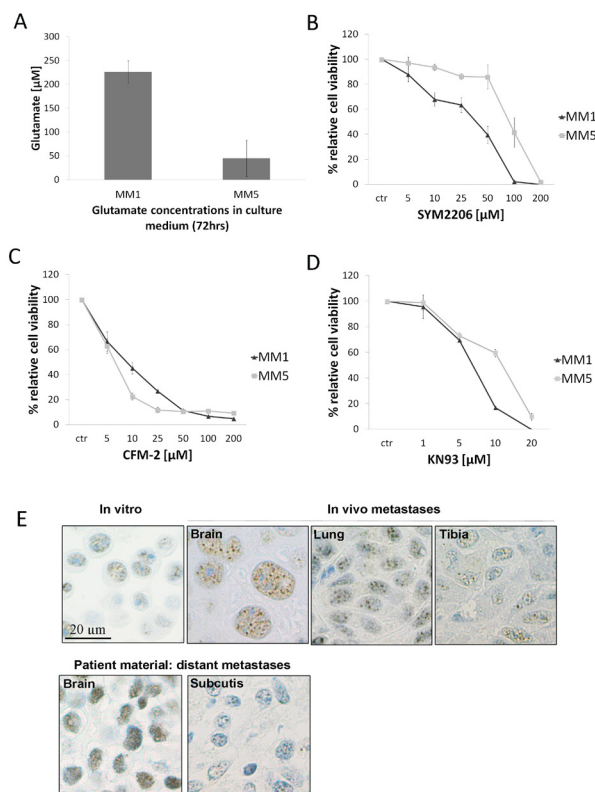 A
Glutamate [μM]
300
250
200
150
100
50
0
MM1 MM5
Glutamate concentrations in culture
medium (72hrs)
B
% relative cell viability
120
100
80
60
40
20
0
ctr 5 10 25 50 100 200
SYM2206 [μM]
MM1
MM5
C
% relative cell viability
120
100
80
60
40
20
0
ctr 5 10 25 50 100 200
CFM-2 [μM]
MM1
MM5
D
% relative cell viability
120
100
80
60
40
20
0
ctr 1 5 10 20
KN93 [μM]
MM1
MM5
E
In vitro
In vivo metastases
20 um
Brain
Lung
Tibia
Patient material: distant metastases
Brain
Subcutis